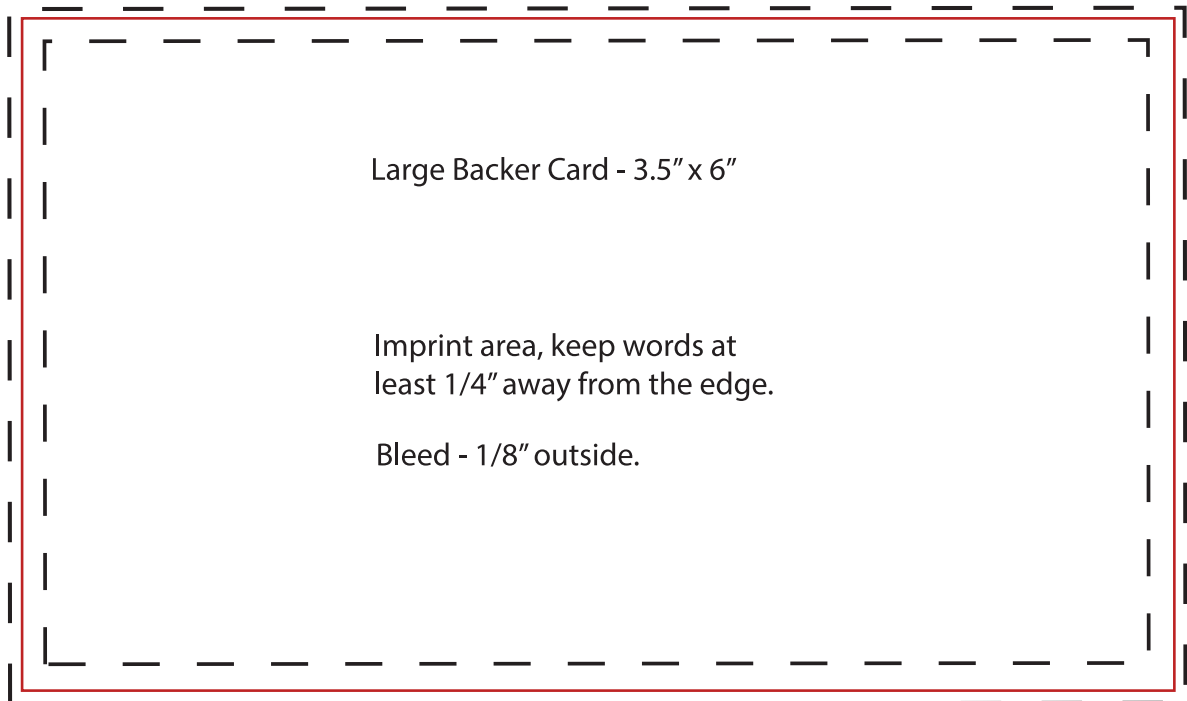 Large Backer Card - 3.5” x 6”
Imprint area, keep words at
least 1/4” away from the edge.
Bleed - 1/8” outside.